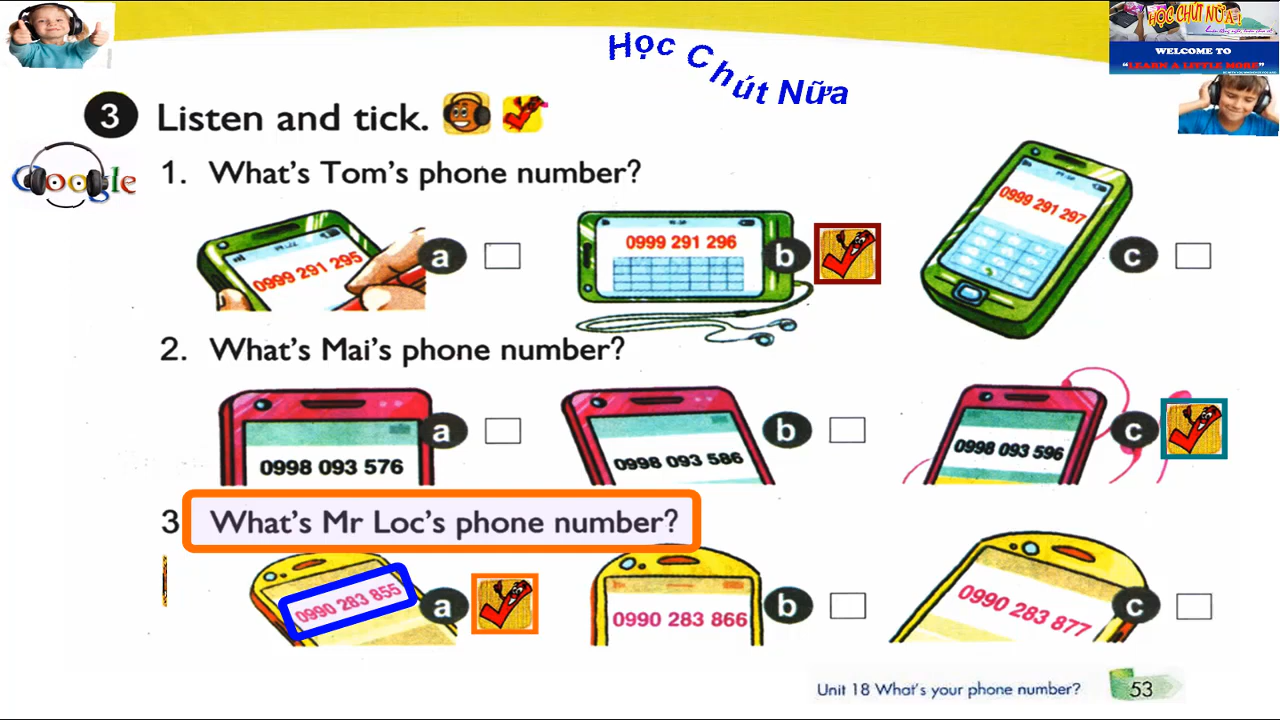 Học Chút Nữa
HỌC CHÚT NỮA!
WELCOME TO
"LEARN A LITTLE MORE"
3 Listen and tick.
Google
1. What's Tom's phone number?
0999 291 295
a
0999 291 296
b
0999 291 297
c
2. What's Mai's phone number?
0998 093 576
a
0998 093 586
b
0998 093 596
c
3 What's Mr Loc's phone number?
0990 283 855
a
0990 283 866
b
0990 283 877
c
Unit 18 What's your phone number? 53